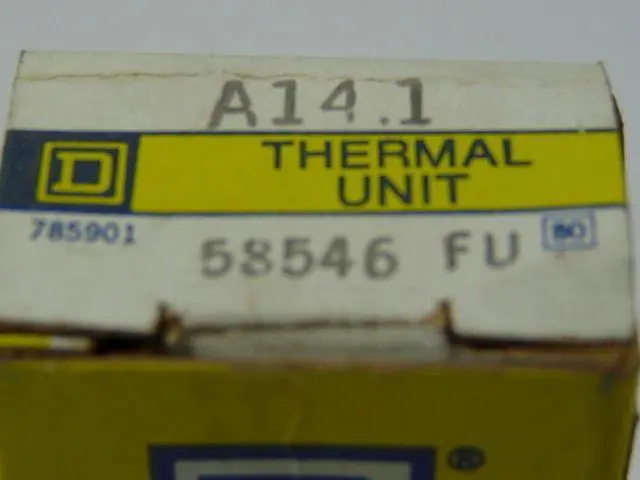 A14.1
D
THERMAL
UNIT
785901
58546 FU
BO
®